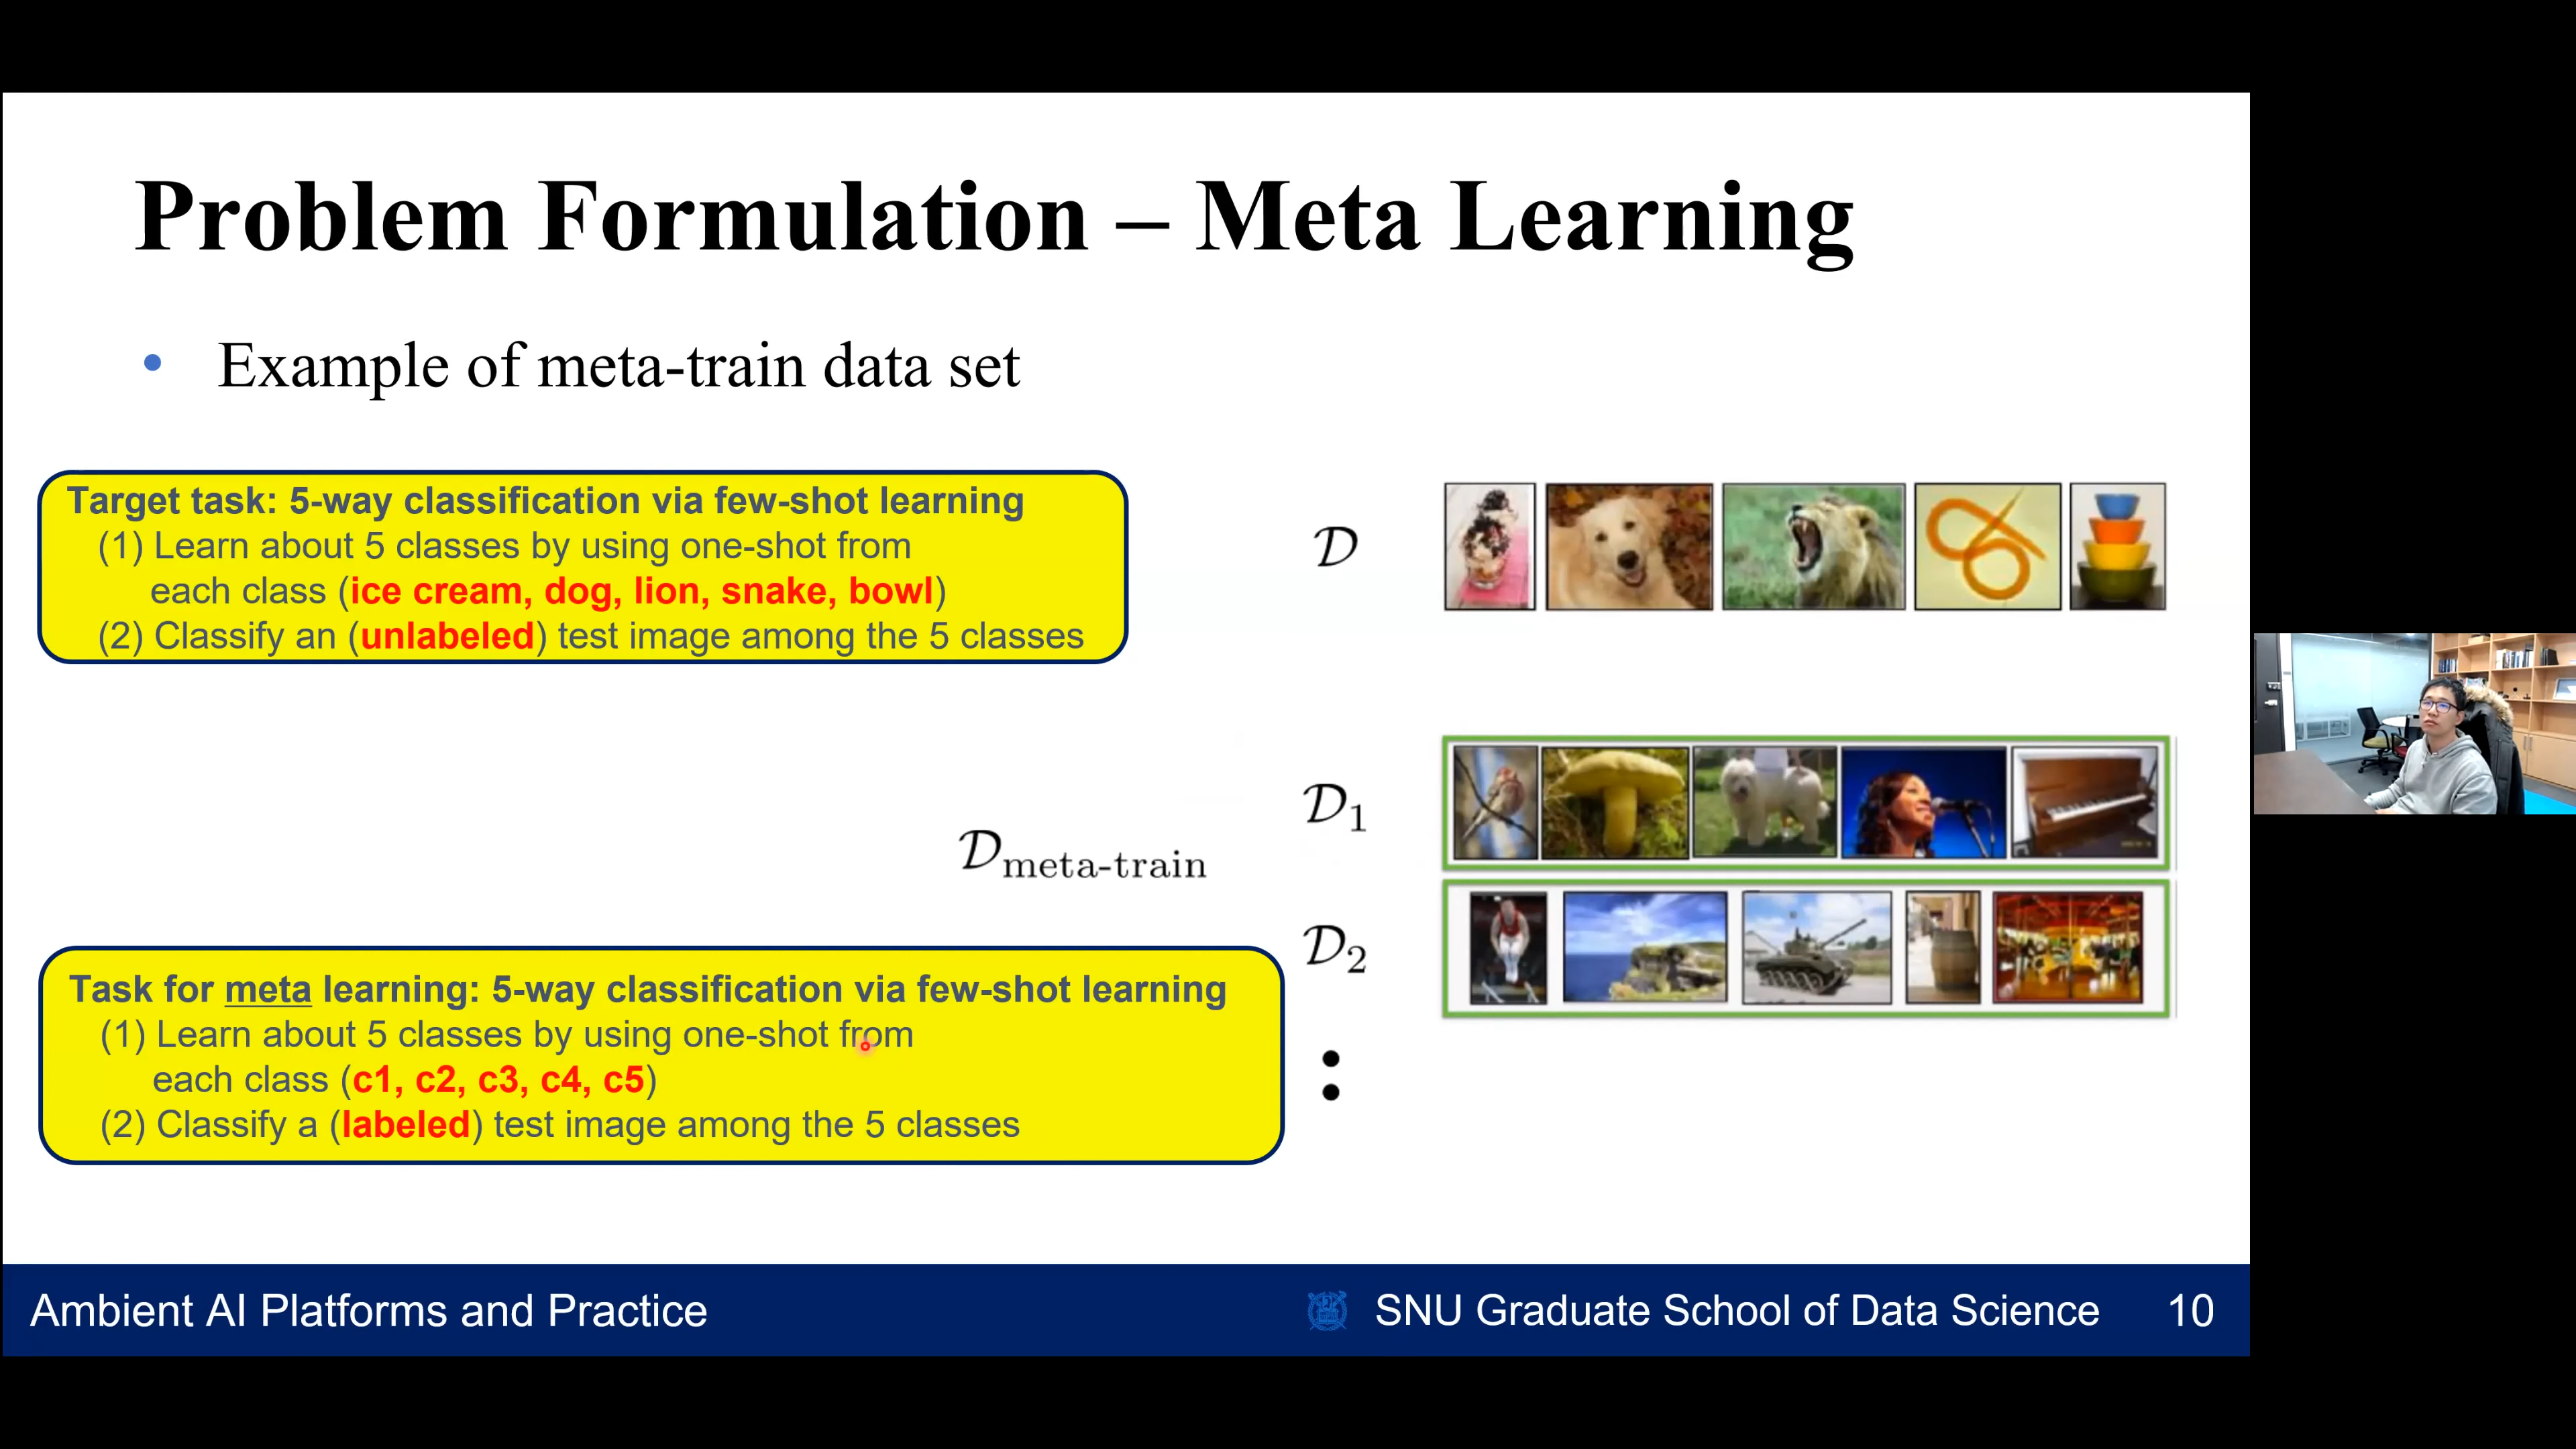 Problem Formulation – Meta Learning
• Example of meta-train data set
Target task: 5-way classification via few-shot learning
(1) Learn about 5 classes by using one-shot from
each class (ice cream, dog, lion, snake, bowl)
(2) Classify an (unlabeled) test image among the 5 classes
𝒟
𝒟1
𝒟meta-train
𝒟2
Task for meta learning: 5-way classification via few-shot learning
(1) Learn about 5 classes by using one-shot from
each class (c1, c2, c3, c4, c5)
(2) Classify a (labeled) test image among the 5 classes
Ambient AI Platforms and Practice
SNU Graduate School of Data Science
10